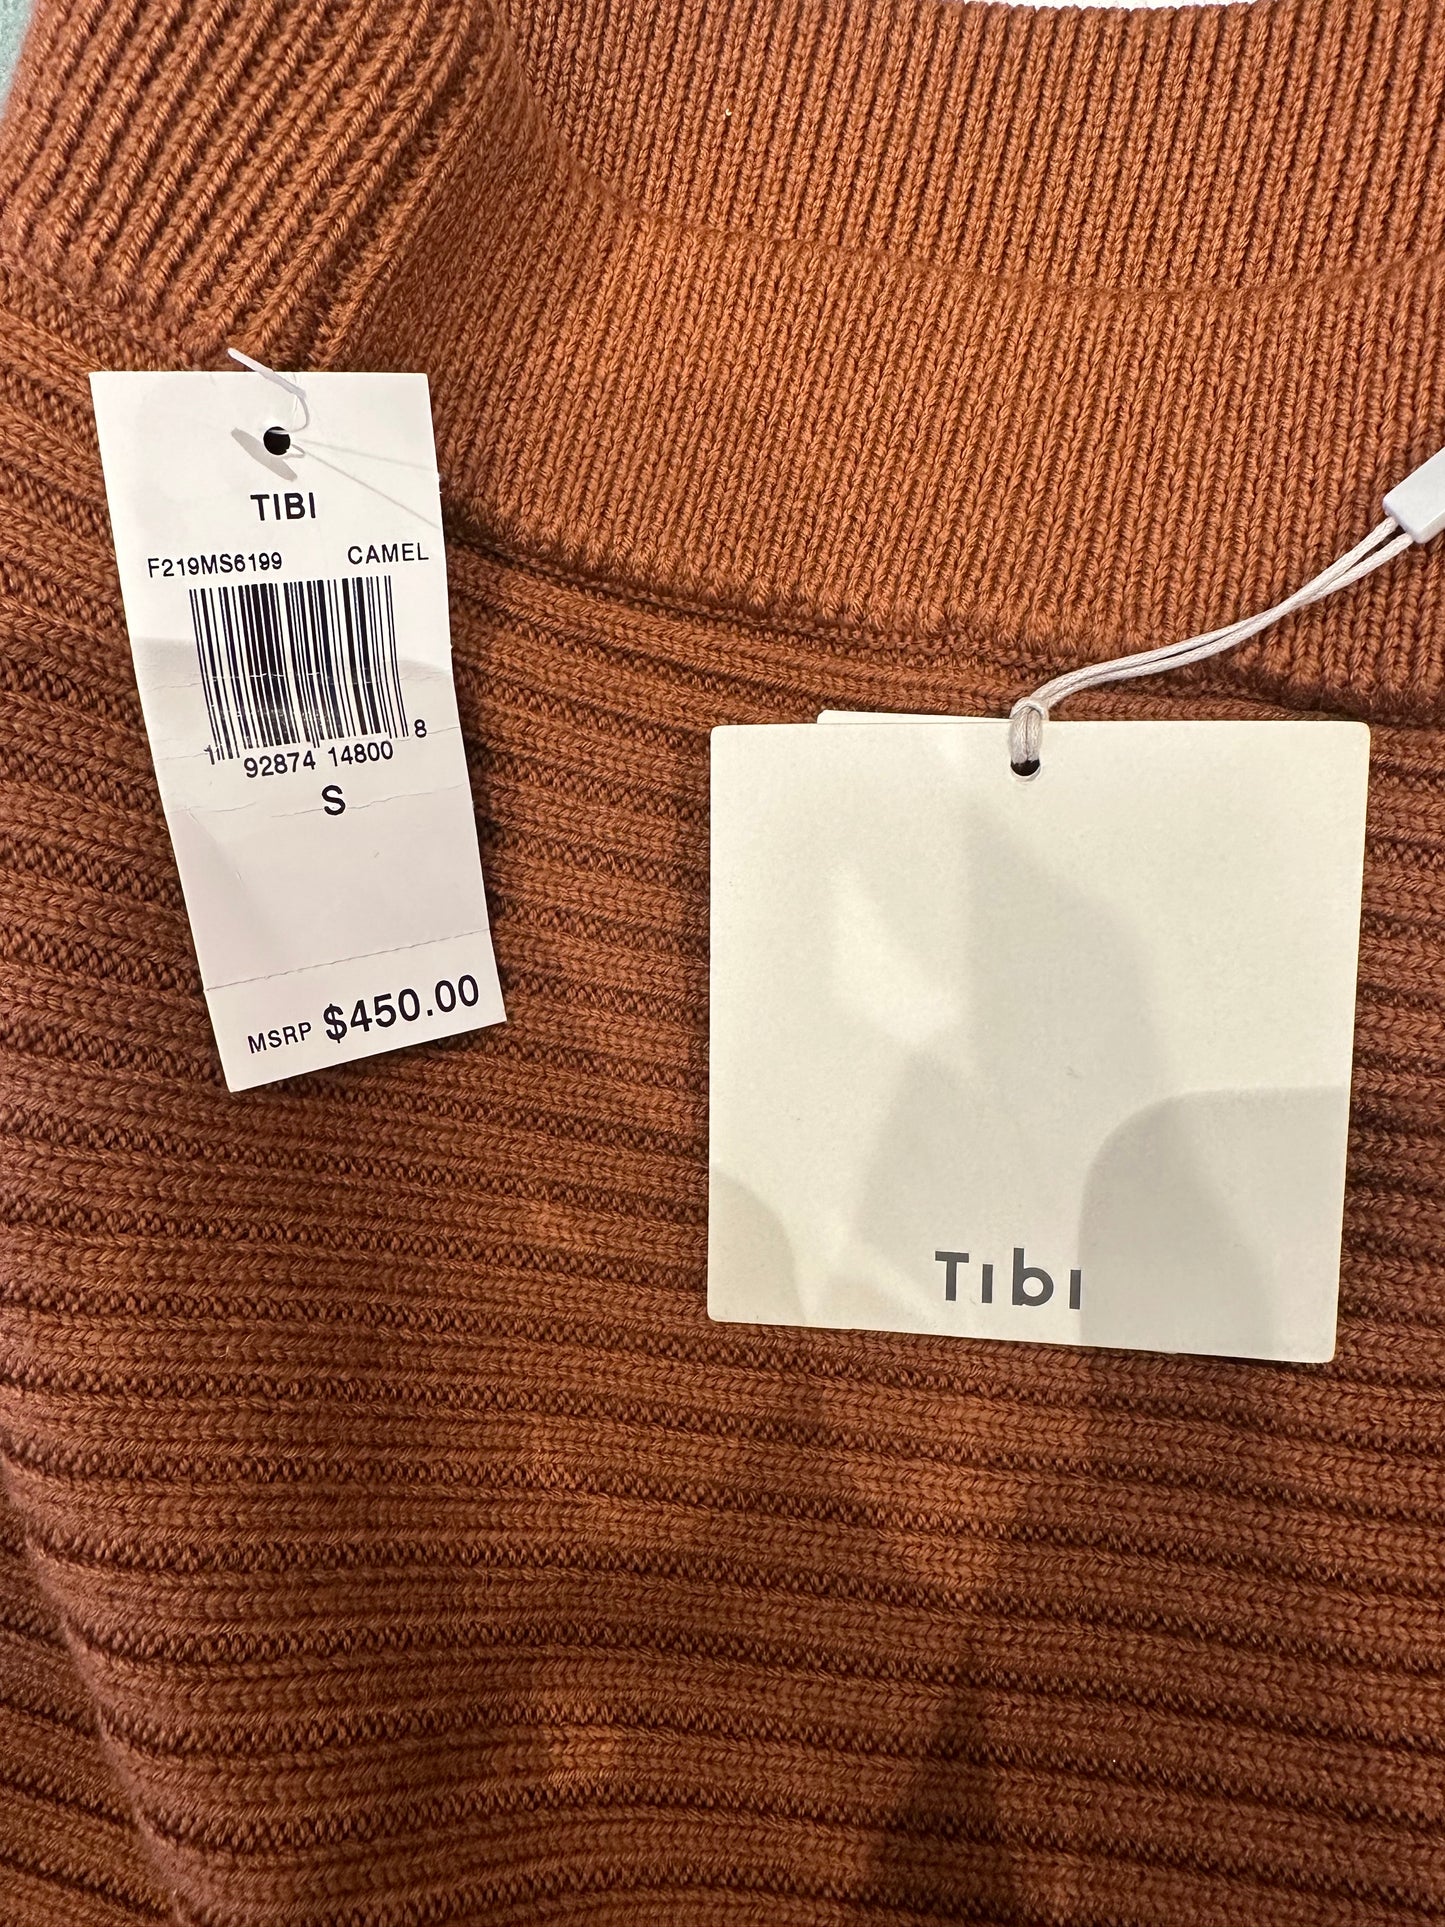 TIBI
F219MS6199 CAMEL
1 92874 14800 8
S
MSRP $450.00
Tibi